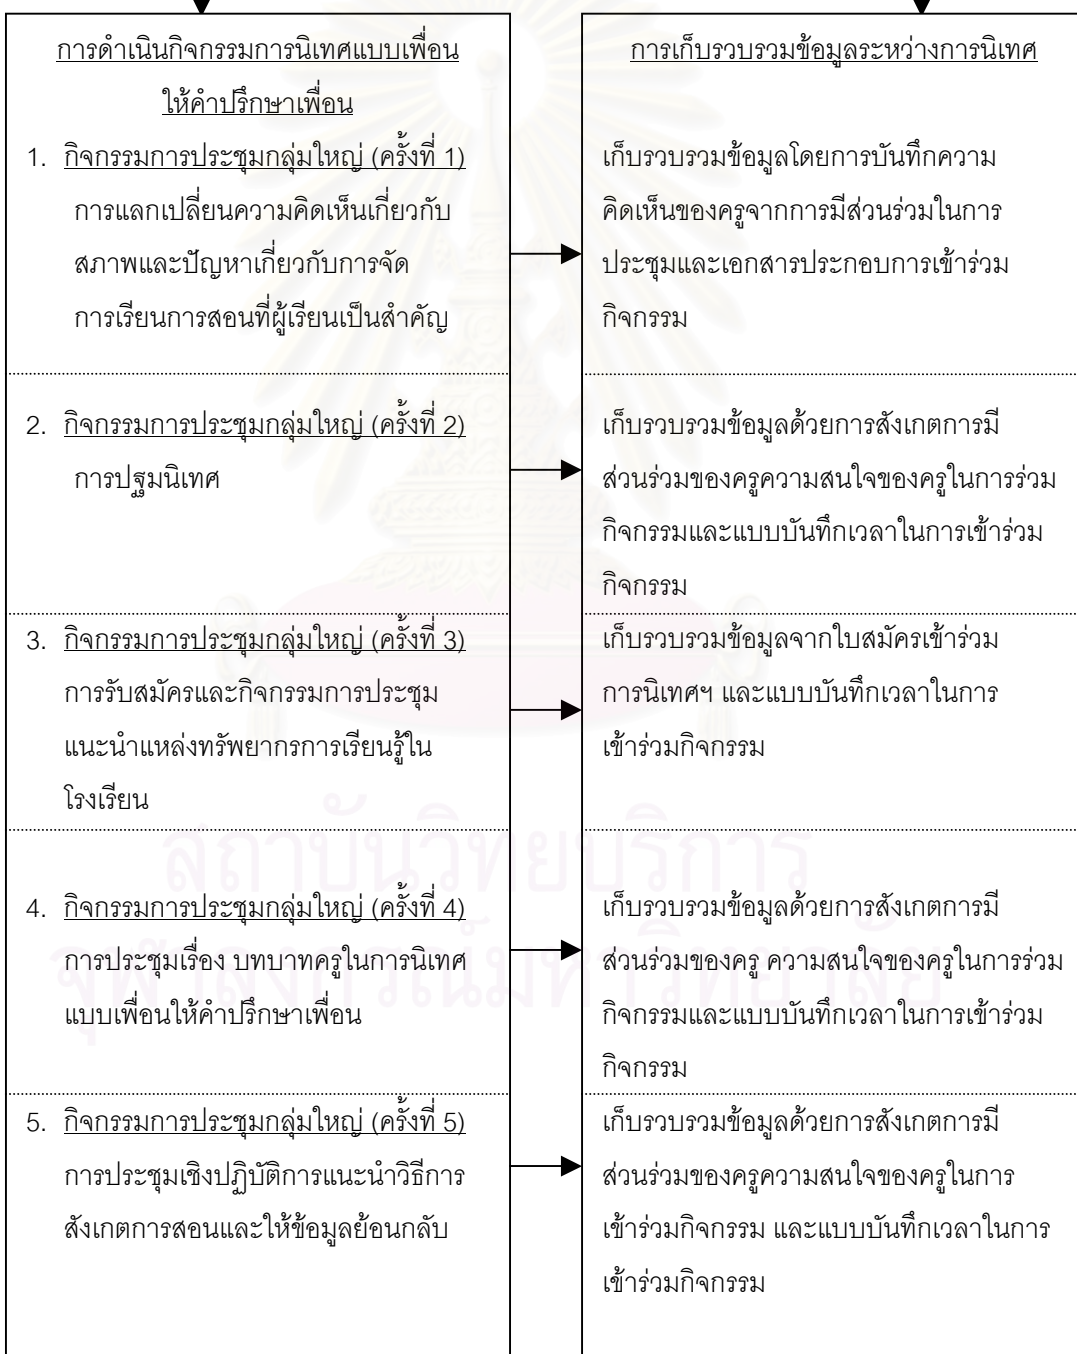 การดำเนินกิจกรรมการนิเทศแบบเพื่อน
ให้คำปรึกษาเพื่อน
1. กิจกรรมการประชุมกลุ่มใหญ่ (ครั้งที่ 1)
การแลกเปลี่ยนความคิดเห็นเกี่ยวกับ
สภาพและปัญหาเกี่ยวกับการจัด
การเรียนการสอนที่ผู้เรียนเป็นสำคัญ
2. กิจกรรมการประชุมกลุ่มใหญ่ (ครั้งที่ 2)
การปฐมนิเทศ
3. กิจกรรมการประชุมกลุ่มใหญ่ (ครั้งที่ 3)
การรับสมัครและกิจกรรมการประชุม
แนะนำแหล่งทรัพยากรการเรียนรู้ใน
โรงเรียน
4. กิจกรรมการประชุมกลุ่มใหญ่ (ครั้งที่ 4)
การประชุมเรื่อง บทบาทครูในการนิเทศ
แบบเพื่อนให้คำปรึกษาเพื่อน
5. กิจกรรมการประชุมกลุ่มใหญ่ (ครั้งที่ 5)
การประชุมเชิงปฏิบัติการแนะนำวิธีการ
สังเกตการสอนและให้ข้อมูลย้อนกลับ
การเก็บรวบรวมข้อมูลระหว่างการนิเทศ
เก็บรวบรวมข้อมูลโดยการบันทึกความ
คิดเห็นของครูจากการมีส่วนร่วมในการ
ประชุมและเอกสารประกอบการเข้าร่วม
กิจกรรม
เก็บรวบรวมข้อมูลด้วยการสังเกตการมี
ส่วนร่วมของครูความสนใจของครูในการร่วม
กิจกรรมและแบบบันทึกเวลาในการเข้าร่วม
กิจกรรม
เก็บรวบรวมข้อมูลจากใบสมัครเข้าร่วม
การนิเทศฯ และแบบบันทึกเวลาในการ
เข้าร่วมกิจกรรม
เก็บรวบรวมข้อมูลด้วยการสังเกตการมี
ส่วนร่วมของครู ความสนใจของครูในการร่วม
กิจกรรมและแบบบันทึกเวลาในการเข้าร่วม
กิจกรรม
เก็บรวบรวมข้อมูลด้วยการสังเกตการมี
ส่วนร่วมของครูความสนใจของครูในการ
เข้าร่วมกิจกรรม และแบบบันทึกเวลาในการ
เข้าร่วมกิจกรรม
สถาบันวิทยบริการ
จุฬาลงกรณ์มหาวิทยาลัย